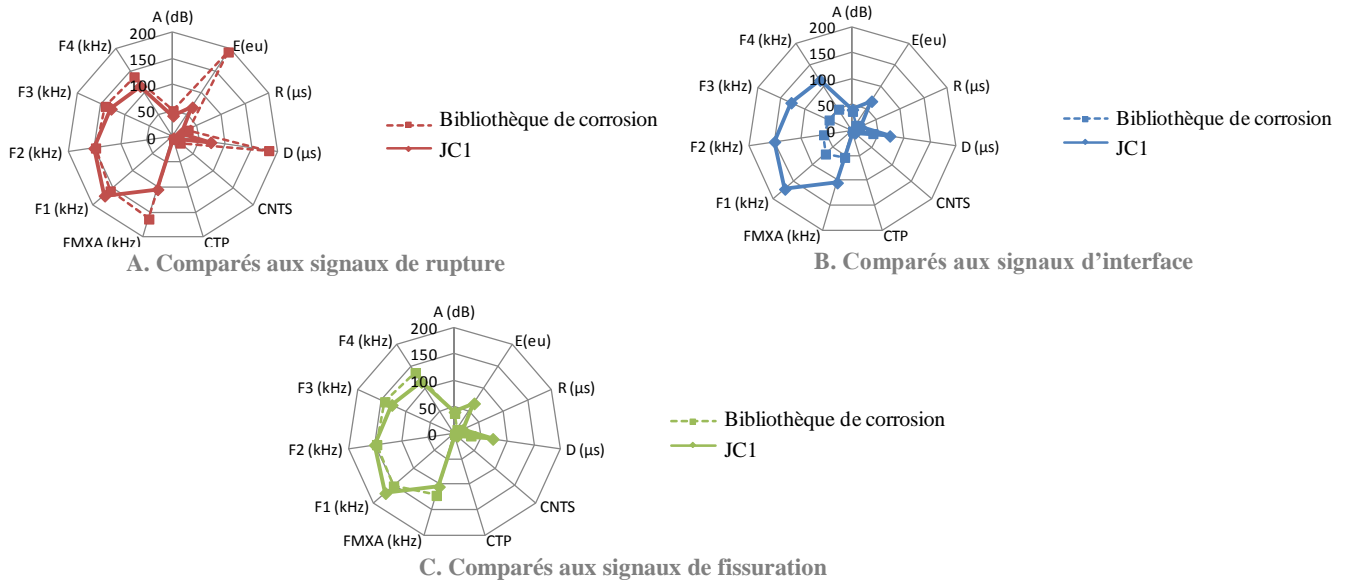 A (dB)
200
150
100
50
0
E(eu)
R (µs)
D (µs)
CNTS
CTP
FMXA (kHz)
F1 (kHz)
F2 (kHz)
F3 (kHz)
F4 (kHz)
Bibliothèque de corrosion
JC1
A. Comparés aux signaux de rupture
A (dB)
200
150
100
50
0
E(eu)
R (µs)
D (µs)
CNTS
CTP
FMXA (kHz)
F1 (kHz)
F2 (kHz)
F3 (kHz)
F4 (kHz)
Bibliothèque de corrosion
JC1
B. Comparés aux signaux d’interface
A (dB)
200
150
100
50
0
E(eu)
R (µs)
D (µs)
CNTS
CTP
FMXA (kHz)
F1 (kHz)
F2 (kHz)
F3 (kHz)
F4 (kHz)
Bibliothèque de corrosion
JC1
C. Comparés aux signaux de fissuration